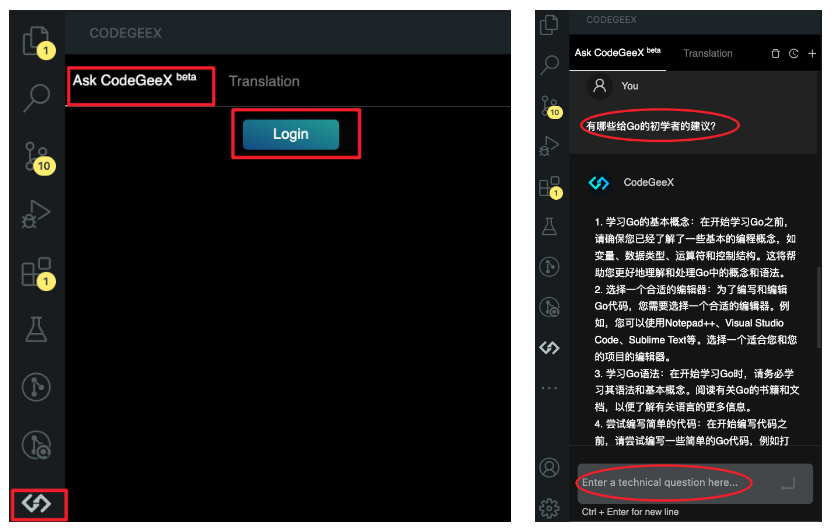 CODEGEEX
Ask CodeGeeX beta
Translation
Login
1
10
1
CODEGEEX
Ask CodeGeeX beta
Translation
You
有哪些给Go的初学者的建议?
CodeGeeX
1. 学习Go的基本概念：在开始学习Go之前，
请确保您已经了解了一些基本的编程概念，如
变量、数据类型、运算符和控制结构。这将帮
助您更好地理解和处理Go中的概念和语法。
2. 选择一个合适的编辑器：为了编写和编辑
Go代码，您需要选择一个合适的编辑器。例
如，您可以使用Notepad++、Visual Studio
Code、Sublime Text等。选择一个适合您和您
的项目的编辑器。
3. 学习Go语法：在开始学习Go时，请务必学
习其语法和基本概念。阅读有关Go的书籍和文
档，以便了解有关语言的更多信息。
4. 尝试编写简单的代码：在开始编写代码之
前，请尝试编写一些简单的Go代码，例如打
Enter a technical question here...
Ctrl + Enter for new line
10
1